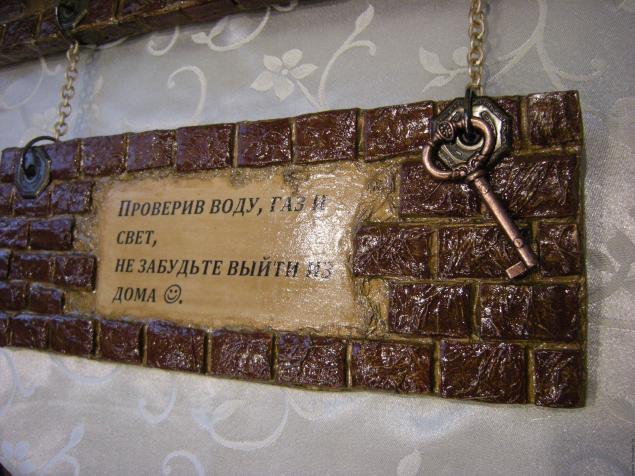 ПРОВЕРИВ ВОДУ, ГАЗ И
СВЕТ,
НЕ ЗАБУДЬТЕ ВЫЙТИ ИЗ
ДОМА ☺.